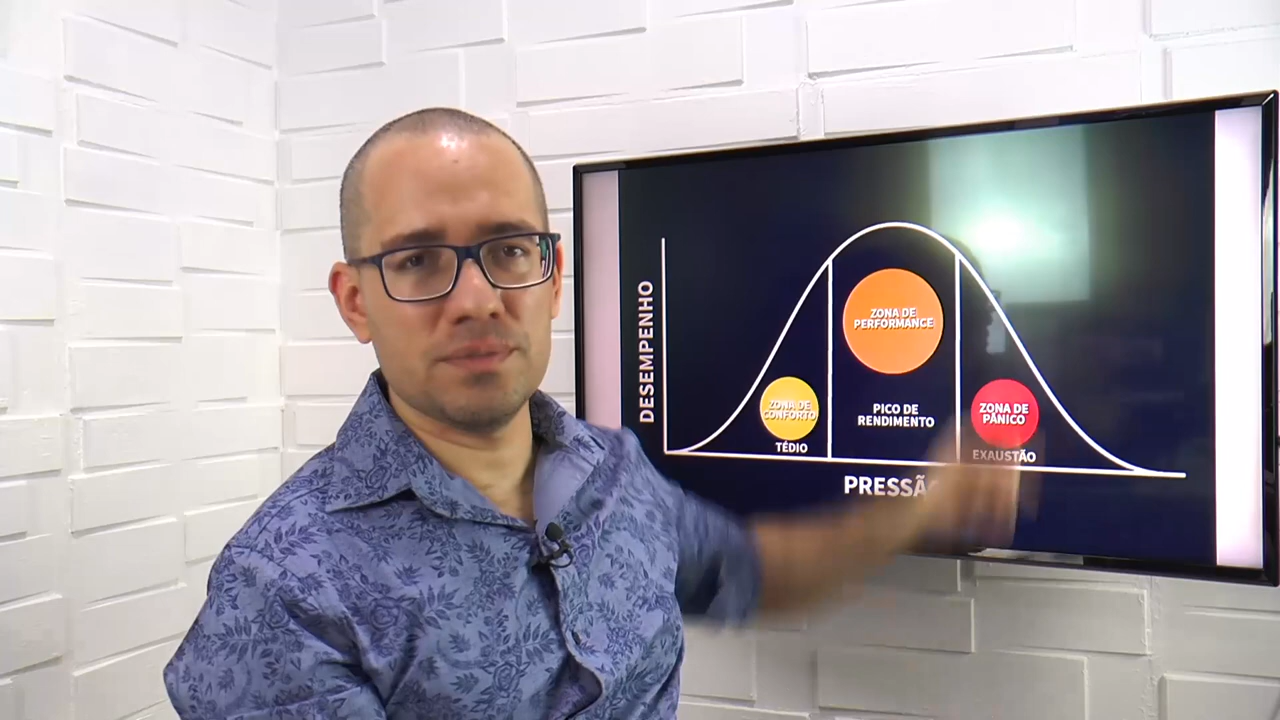 DESEMPENHO
ZONA DE
PERFORMANCE
ZONA DE
CONFORTO
ZONA DE
PÂNICO
PICO DE
RENDIMENTO
TÉDIO
EXAUSTÃO